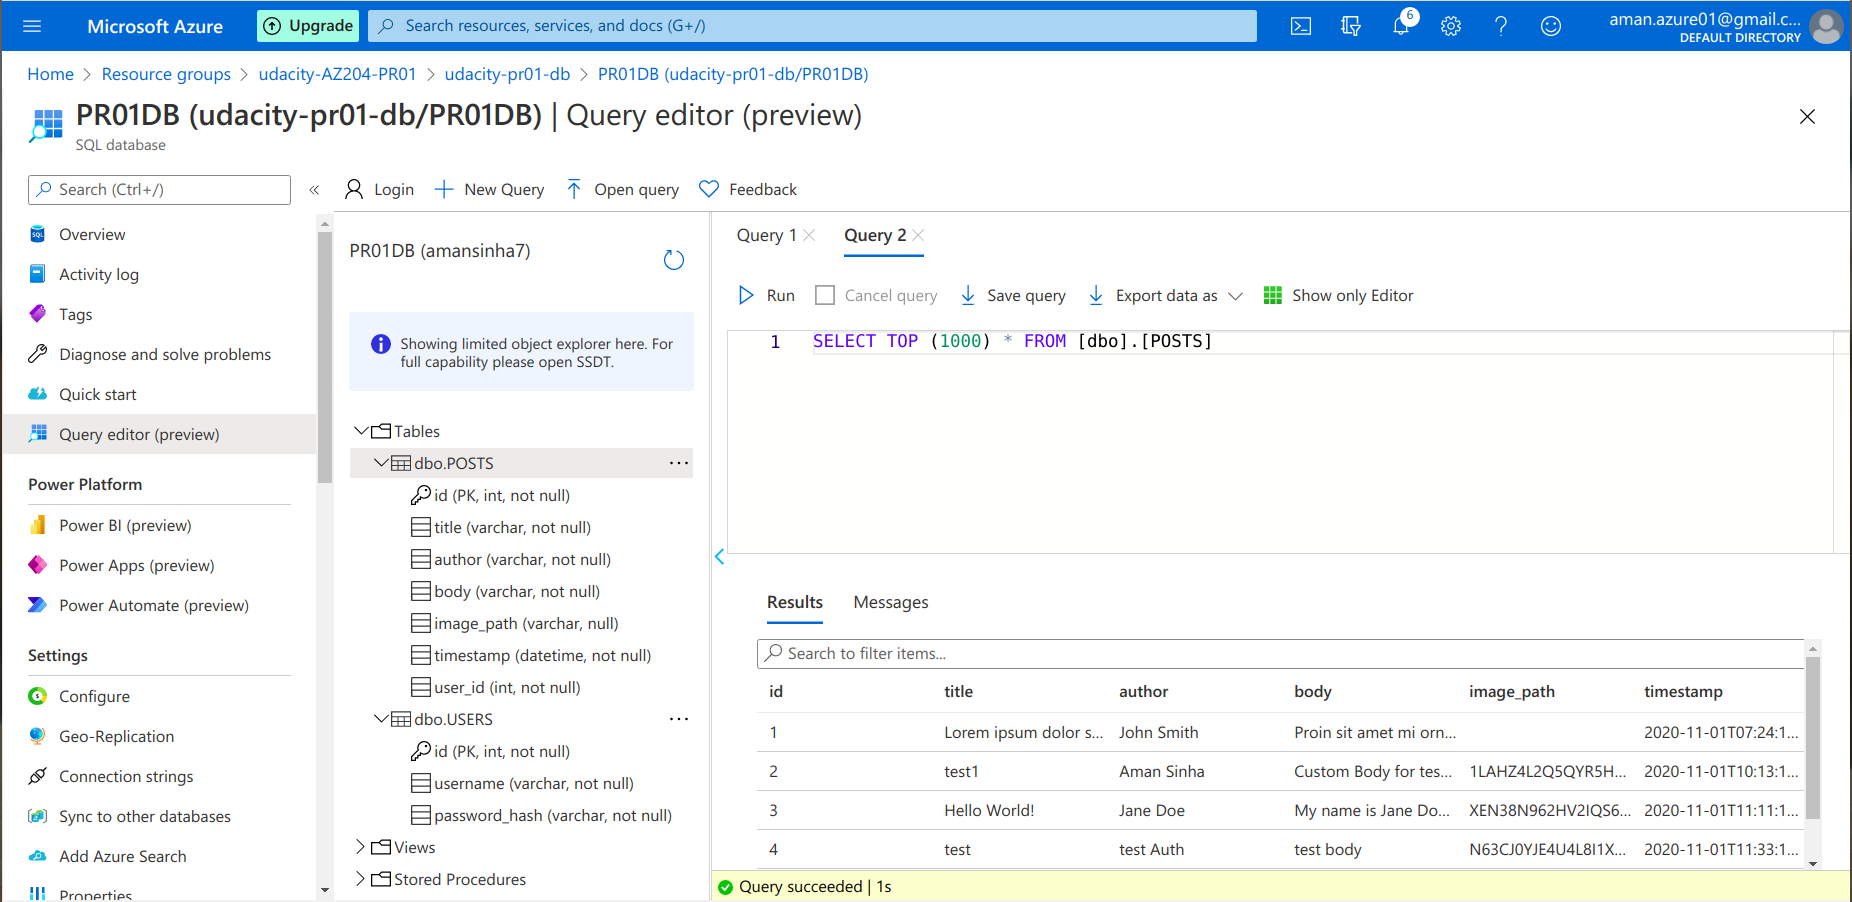 Microsoft Azure
Upgrade
Search resources, services, and docs (G+/)
6
aman.azure01@gmail.c...
DEFAULT DIRECTORY
Home > Resource groups > udacity-AZ204-PR01 > udacity-pr01-db > PR01DB (udacity-pr01-db/PR01DB)
PR01DB (udacity-pr01-db/PR01DB) | Query editor (preview)
SQL database
Search (Ctrl+/)
Overview
Activity log
Tags
Diagnose and solve problems
Quick start
Query editor (preview)
Power Platform
Power BI (preview)
Power Apps (preview)
Power Automate (preview)
Settings
Configure
Geo-Replication
Connection strings
Sync to other databases
Add Azure Search
Properties
Login
New Query
Open query
Feedback
PR01DB (amansinha7)
Showing limited object explorer here. For
full capability please open SSDT.
Tables
dbo.POSTS
id (PK, int, not null)
title (varchar, not null)
author (varchar, not null)
body (varchar, not null)
image_path (varchar, null)
timestamp (datetime, not null)
user_id (int, not null)
dbo.USERS
id (PK, int, not null)
username (varchar, not null)
password_hash (varchar, not null)
Views
Stored Procedures
Query 1
Query 2
Run
Cancel query
Save query
Export data as
Show only Editor
1 SELECT TOP (1000) * FROM [dbo].[POSTS]
Results
Messages
Search to filter items...
id title author body image_path timestamp
1 Lorem ipsum dolor s... John Smith Proin sit amet mi orn... 2020-11-01T07:24:1...
2 test1 Aman Sinha Custom Body for tes... 1LAHZ4L2Q5QYR5H... 2020-11-01T10:13:1...
3 Hello World! Jane Doe My name is Jane Do... XEN38N962HV2IQS6... 2020-11-01T11:11:1...
4 test test Auth test body N63CJ0YJE4U4L8I1X... 2020-11-01T11:33:1...
Query succeeded | 1s